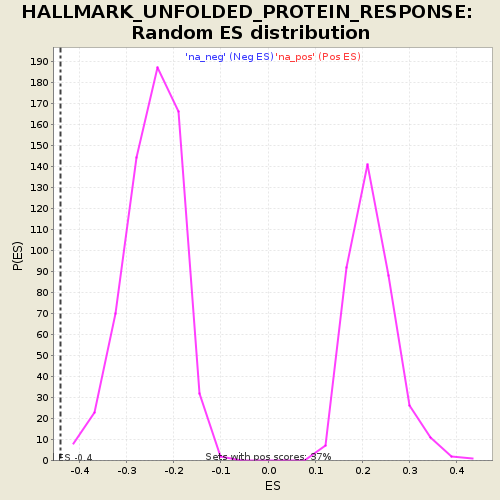 HALLMARK_UNFOLDED_PROTEIN_RESPONSE:
Random ES distribution
'na_neg' (Neg ES) 'na_pos' (Pos ES)
190
180
170
160
150
140
130
120
110
100
90
80
70
60
50
40
30
20
10
0
P(ES)
ES -0.4
Sets with pos scores: 37%
-0.4 -0.3 -0.2 -0.1 0.0 0.1 0.2 0.3 0.4
ES